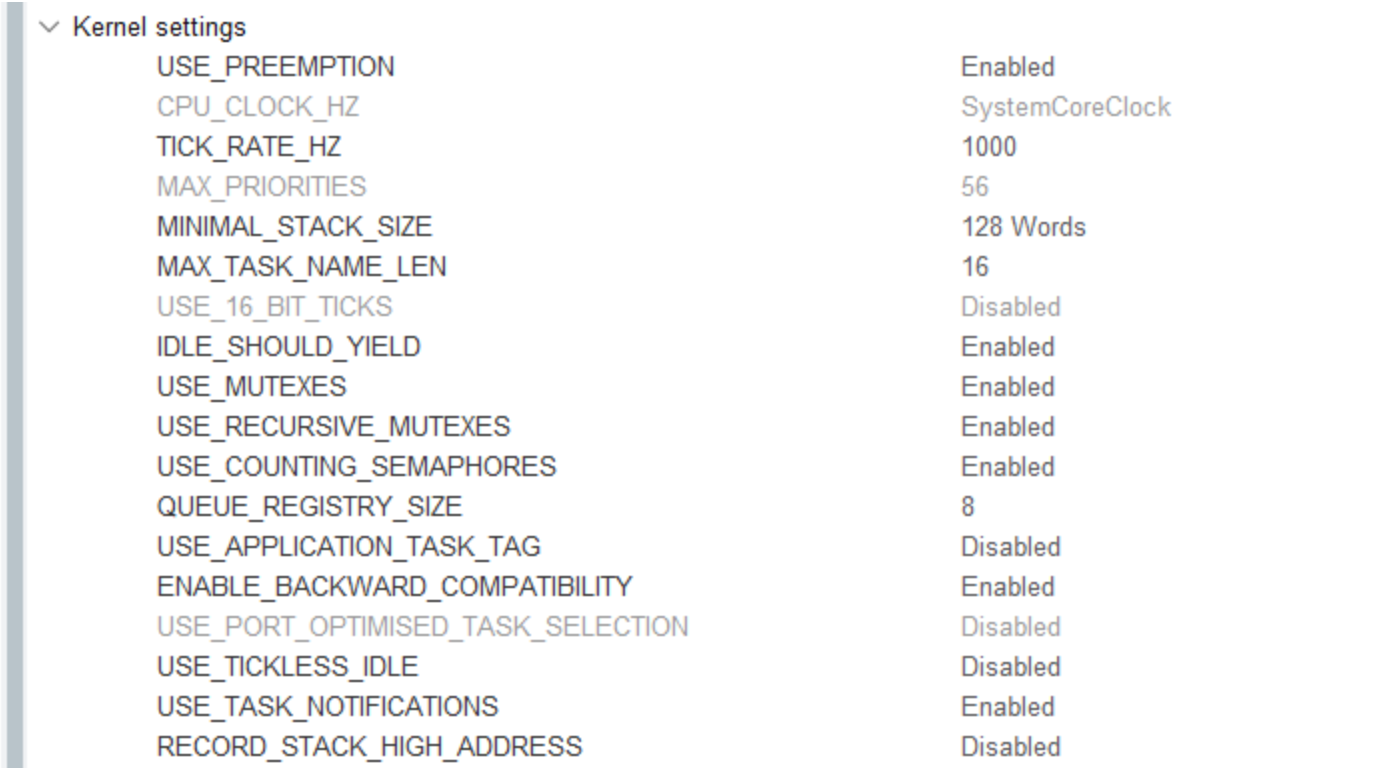 Kernel settings
USE_PREEMPTION Enabled
CPU_CLOCK_HZ SystemCoreClock
TICK_RATE_HZ 1000
MAX_PRIORITIES 56
MINIMAL_STACK_SIZE 128 Words
MAX_TASK_NAME_LEN 16
USE_16_BIT_TICKS Disabled
IDLE_SHOULD_YIELD Enabled
USE_MUTEXES Enabled
USE_RECURSIVE_MUTEXES Enabled
USE_COUNTING_SEMAPHORES Enabled
QUEUE_REGISTRY_SIZE 8
USE_APPLICATION_TASK_TAG Disabled
ENABLE_BACKWARD_COMPATIBILITY Enabled
USE_PORT_OPTIMISED_TASK_SELECTION Disabled
USE_TICKLESS_IDLE Disabled
USE_TASK_NOTIFICATIONS Enabled
RECORD_STACK_HIGH_ADDRESS Disabled